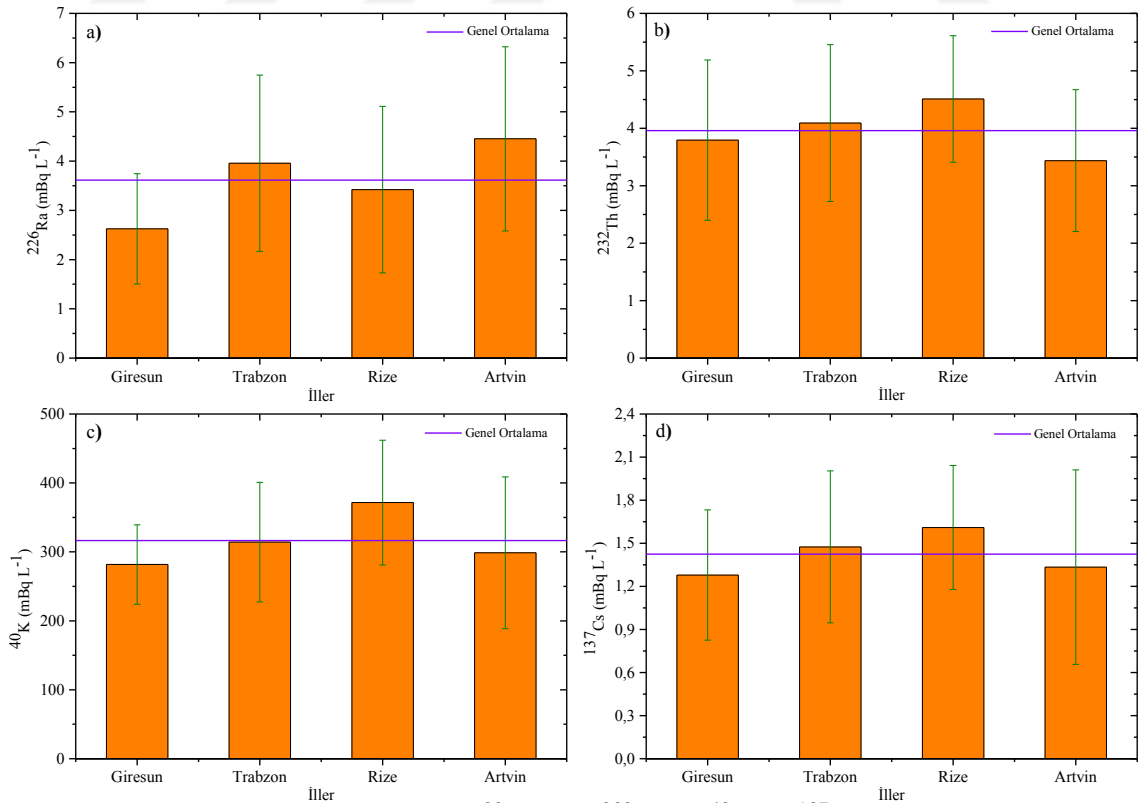 a)
Genel Ortalama
7
6
5
4
3
2
1
0
226Ra (mBq L-1)
Giresun Trabzon Rize Artvin
İller
b)
Genel Ortalama
6
5
4
3
2
1
0
232Th (mBq L-1)
Giresun Trabzon Rize Artvin
İller
c)
Genel Ortalama
500
400
300
200
100
0
40K (mBq L-1)
Giresun Trabzon Rize Artvin
İller
d)
Genel Ortalama
2,4
2,1
1,8
1,5
1,2
0,9
0,6
0,3
0,0
137Cs (mBq L-1)
Giresun Trabzon Rize Artvin
İller